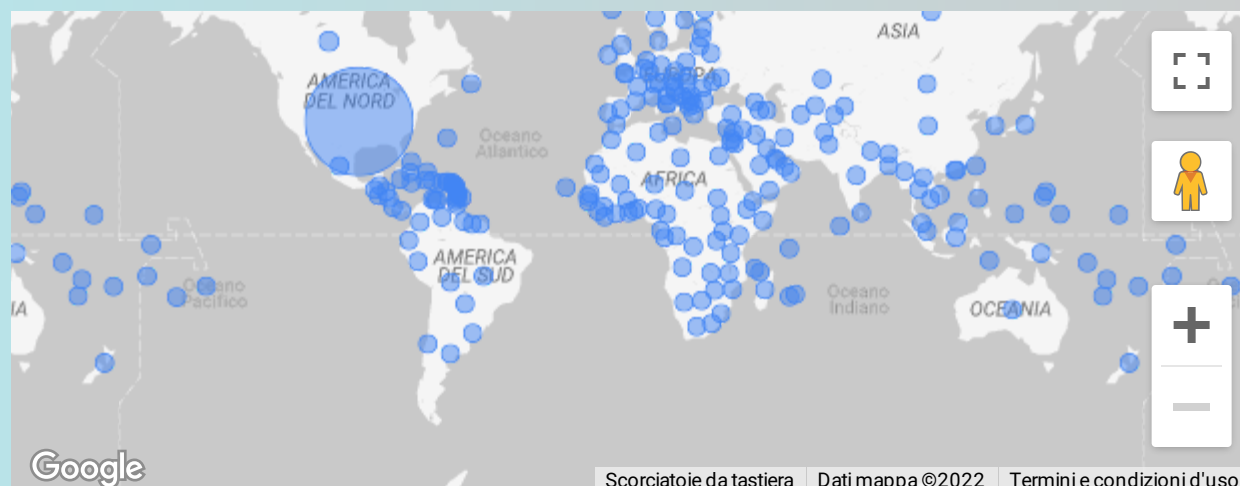 ASIA
EUROPA
AMERICA
DEL NORD
Oceano
Atlantico
AFRICA
AMERICA
DEL SUD
Oceano
Pacifico
Oceano
Indiano
OCEANIA
IA
Google
Scorciatoie da tastiera
Dati mappa ©2022
Termini e condizioni d'uso